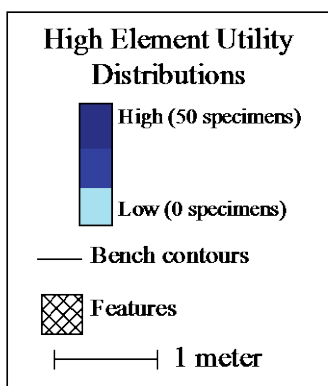 High Element Utility
Distributions
High (50 specimens)
Low (0 specimens)
Bench contours
Features
1 meter